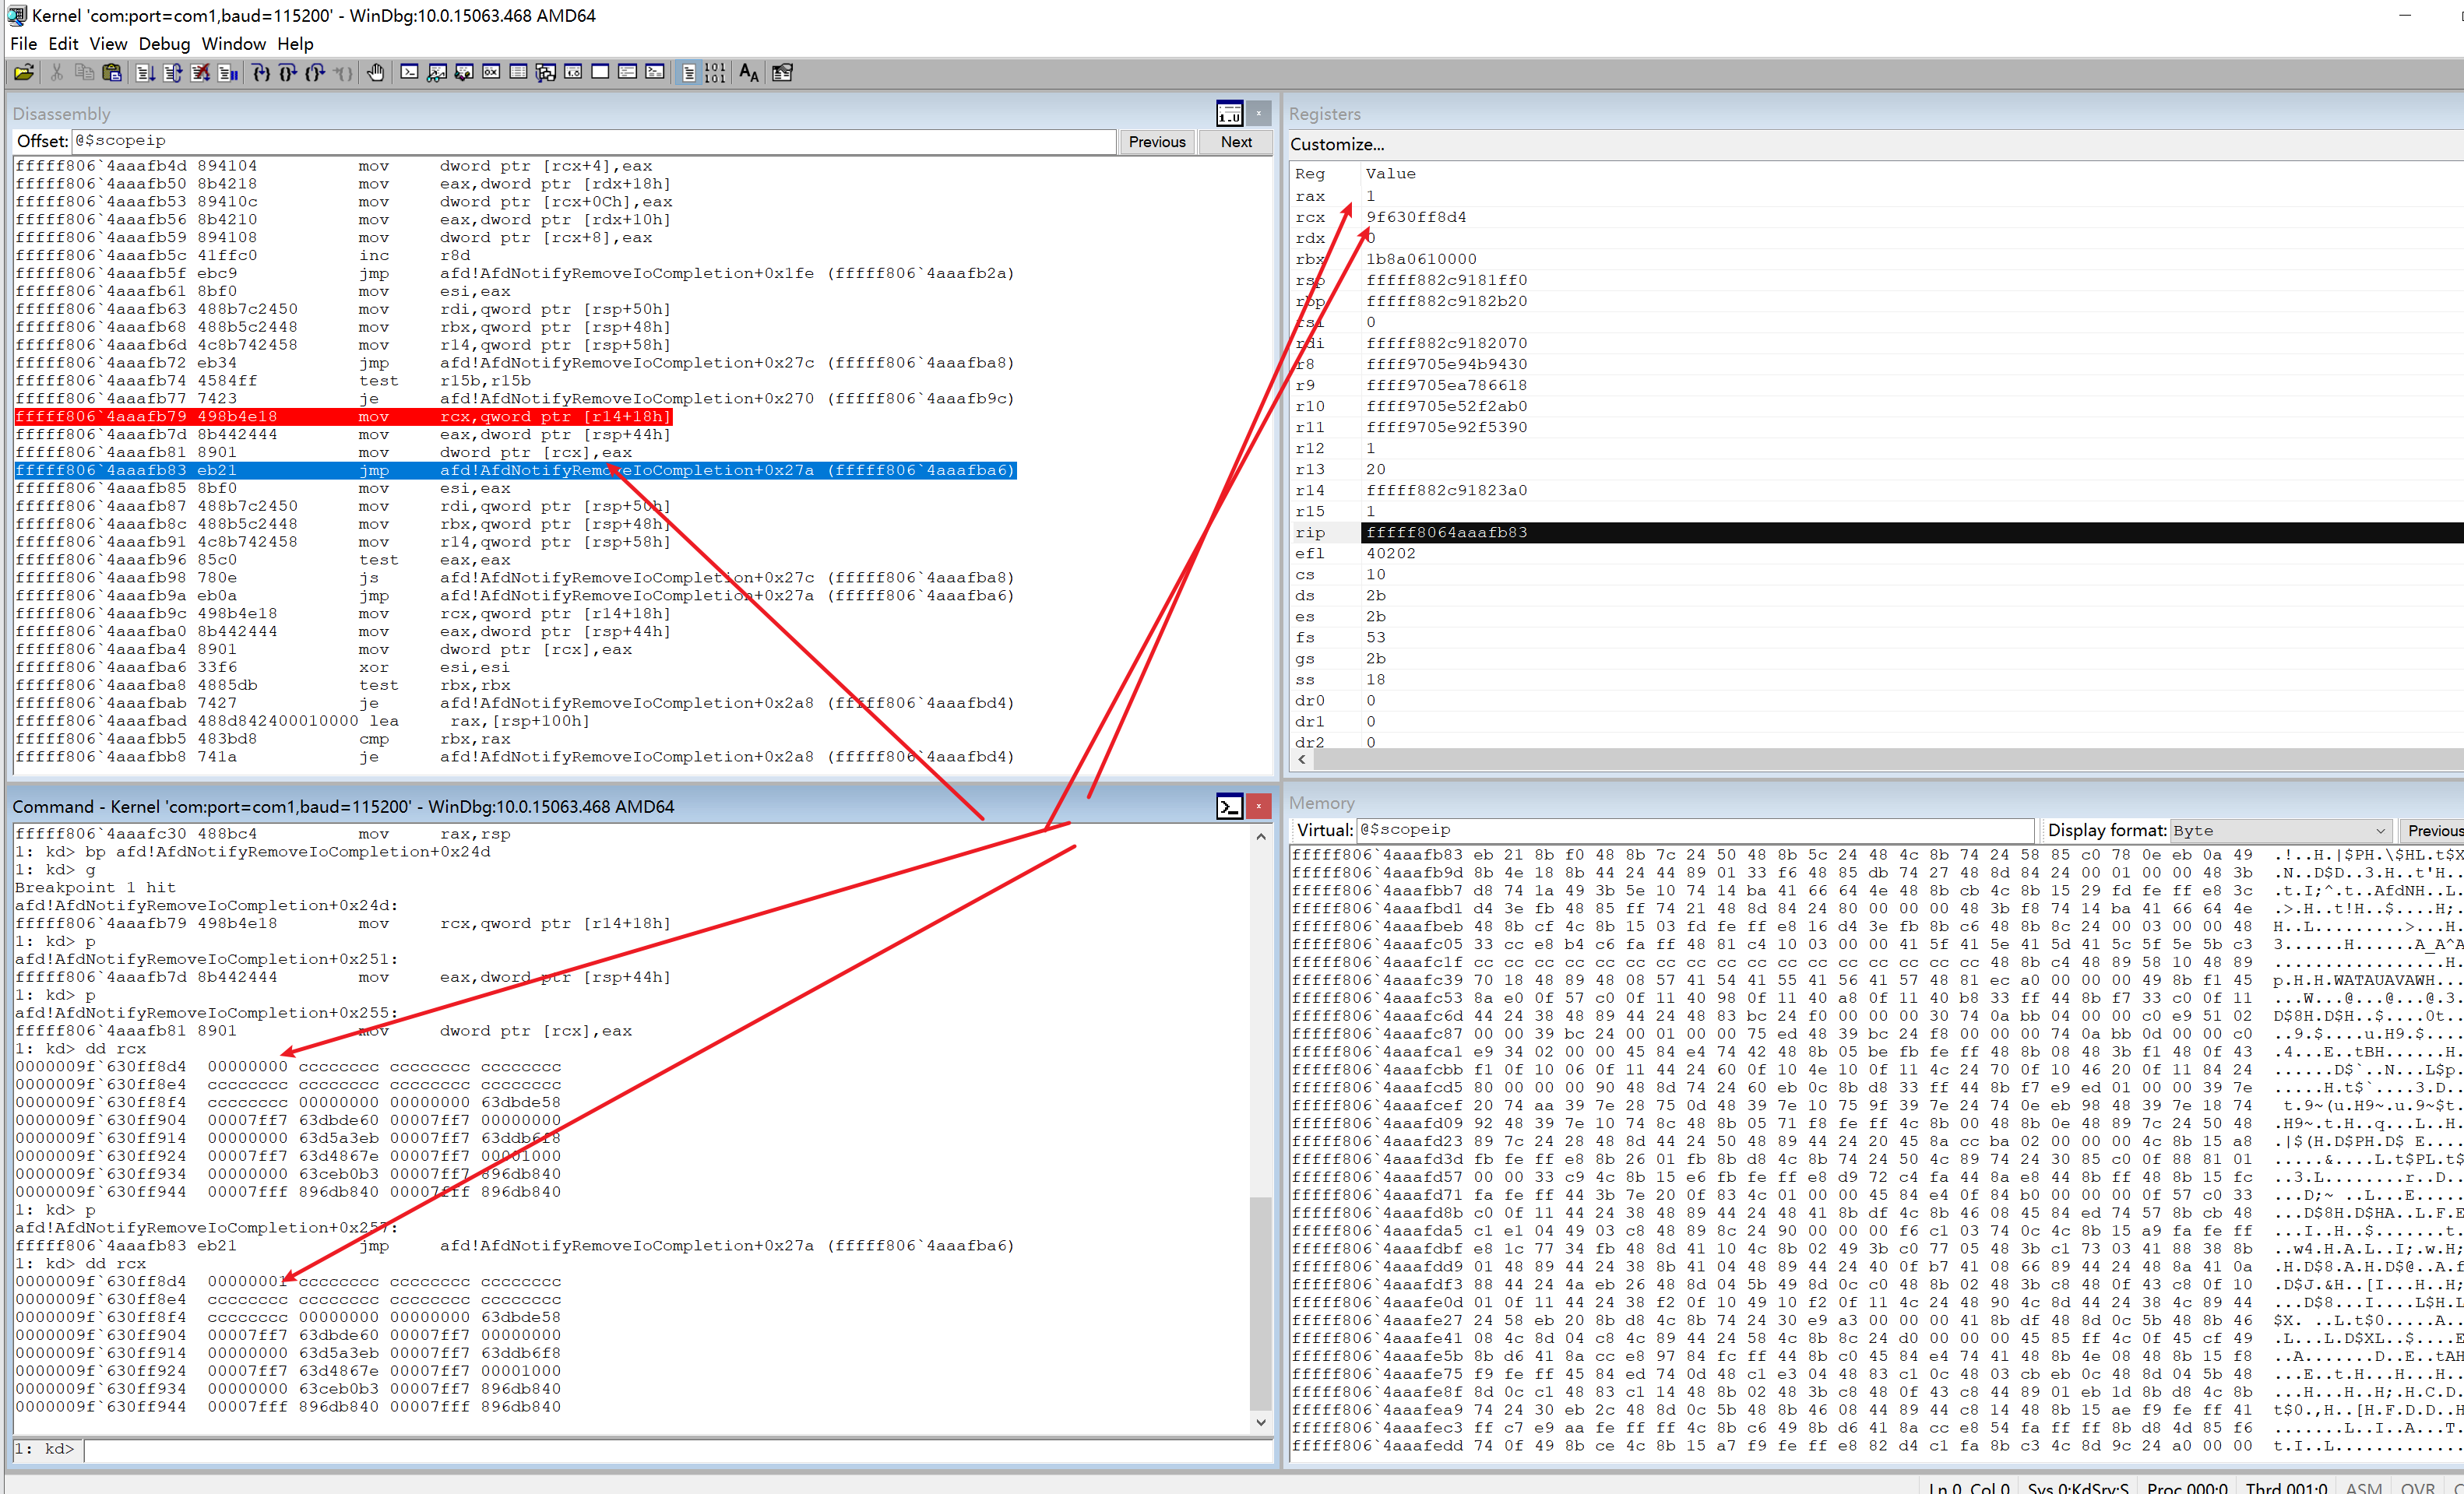 Kernel 'com:port=com1,baud=115200' - WinDbg:10.0.15063.468 AMD64
File Edit View Debug Window Help
Disassembly
Offset: @$scopeip Previous Next
fffff806`4aaafb4d 894104 mov dword ptr [rcx+4],eax
fffff806`4aaafb50 8b4218 mov eax,dword ptr [rdx+18h]
fffff806`4aaafb53 89410c mov dword ptr [rcx+0Ch],eax
fffff806`4aaafb56 8b4210 mov eax,dword ptr [rdx+10h]
fffff806`4aaafb59 894108 mov dword ptr [rcx+8],eax
fffff806`4aaafb5c 41ffc0 inc r8d
fffff806`4aaafb5f ebc9 jmp afd!AfdNotifyRemoveIoCompletion+0x1fe (fffff806`4aaafb2a)
fffff806`4aaafb61 8bf0 mov esi,eax
fffff806`4aaafb63 488b7c2450 mov rdi,qword ptr [rsp+50h]
fffff806`4aaafb68 488b5c2448 mov rbx,qword ptr [rsp+48h]
fffff806`4aaafb6d 4c8b742458 mov r14,qword ptr [rsp+58h]
fffff806`4aaafb72 eb34 jmp afd!AfdNotifyRemoveIoCompletion+0x27c (fffff806`4aaafba8)
fffff806`4aaafb74 4584ff test r15b,r15b
fffff806`4aaafb77 7423 je afd!AfdNotifyRemoveIoCompletion+0x270 (fffff806`4aaafb9c)
fffff806`4aaafb79 498b4e18 mov rcx,qword ptr [r14+18h]
fffff806`4aaafb7d 8b442444 mov eax,dword ptr [rsp+44h]
fffff806`4aaafb81 8901 mov dword ptr [rcx],eax
fffff806`4aaafb83 eb21 jmp afd!AfdNotifyRemoveIoCompletion+0x27a (fffff806`4aaafba6)
fffff806`4aaafb85 8bf0 mov esi,eax
fffff806`4aaafb87 488b7c2450 mov rdi,qword ptr [rsp+50h]
fffff806`4aaafb8c 488b5c2448 mov rbx,qword ptr [rsp+48h]
fffff806`4aaafb91 4c8b742458 mov r14,qword ptr [rsp+58h]
fffff806`4aaafb96 85c0 test eax,eax
fffff806`4aaafb98 780e js afd!AfdNotifyRemoveIoCompletion+0x27c (fffff806`4aaafba8)
fffff806`4aaafb9a eb0a jmp afd!AfdNotifyRemoveIoCompletion+0x27a (fffff806`4aaafba6)
fffff806`4aaafb9c 498b4e18 mov rcx,qword ptr [r14+18h]
fffff806`4aaafba0 8b442444 mov eax,dword ptr [rsp+44h]
fffff806`4aaafba4 8901 mov dword ptr [rcx],eax
fffff806`4aaafba6 33f6 xor esi,esi
fffff806`4aaafba8 4885db test rbx,rbx
fffff806`4aaafbab 7427 je afd!AfdNotifyRemoveIoCompletion+0x2a8 (fffff806`4aaafbd4)
fffff806`4aaafbad 488d842400010000 lea rax,[rsp+100h]
fffff806`4aaafbb5 483bd8 cmp rbx,rax
fffff806`4aaafbb8 741a je afd!AfdNotifyRemoveIoCompletion+0x2a8 (fffff806`4aaafbd4)
Registers
Customize...
Reg Value
rax 1
rcx 9f630ff8d4
rdx 0
rbx 1b8a0610000
rsp fffff882c9181ff0
rbp fffff882c9182b20
rsi 0
rdi fffff882c9182070
r8 ffff9705e94b9430
r9 ffff9705ea786618
r10 ffff9705e52f2ab0
r11 ffff9705e92f5390
r12 1
r13 20
r14 fffff882c91823a0
r15 1
rip fffff8064aaafb83
efl 40202
cs 10
ds 2b
es 2b
fs 53
gs 2b
ss 18
dr0 0
dr1 0
dr2 0
Command - Kernel 'com:port=com1,baud=115200' - WinDbg:10.0.15063.468 AMD64
fffff806`4aaafc30 488bc4 mov rax,rsp
1: kd> bp afd!AfdNotifyRemoveIoCompletion+0x24d
1: kd> g
Breakpoint 1 hit
afd!AfdNotifyRemoveIoCompletion+0x24d:
fffff806`4aaafb79 498b4e18 mov rcx,qword ptr [r14+18h]
1: kd> p
afd!AfdNotifyRemoveIoCompletion+0x251:
fffff806`4aaafb7d 8b442444 mov eax,dword ptr [rsp+44h]
1: kd> p
afd!AfdNotifyRemoveIoCompletion+0x255:
fffff806`4aaafb81 8901 mov dword ptr [rcx],eax
1: kd> dd rcx
0000009f`630ff8d4 00000000 cccccccc cccccccc cccccccc
0000009f`630ff8e4 cccccccc cccccccc cccccccc cccccccc
0000009f`630ff8f4 cccccccc 00000000 00000000 63dbde58
0000009f`630ff904 00007ff7 63dbde60 00007ff7 00000000
0000009f`630ff914 00000000 63d5a3eb 00007ff7 63ddb6f8
0000009f`630ff924 00007ff7 63d4867e 00007ff7 00001000
0000009f`630ff934 00000000 63ceb0b3 00007ff7 896db840
0000009f`630ff944 00007fff 896db840 00007fff 896db840
1: kd> p
afd!AfdNotifyRemoveIoCompletion+0x257:
fffff806`4aaafb83 eb21 jmp afd!AfdNotifyRemoveIoCompletion+0x27a (fffff806`4aaafba6)
1: kd> dd rcx
0000009f`630ff8d4 00000001 cccccccc cccccccc cccccccc
0000009f`630ff8e4 cccccccc cccccccc cccccccc cccccccc
0000009f`630ff8f4 cccccccc 00000000 00000000 63dbde58
0000009f`630ff904 00007ff7 63dbde60 00007ff7 00000000
0000009f`630ff914 00000000 63d5a3eb 00007ff7 63ddb6f8
0000009f`630ff924 00007ff7 63d4867e 00007ff7 00001000
0000009f`630ff934 00000000 63ceb0b3 00007ff7 896db840
0000009f`630ff944 00007fff 896db840 00007fff 896db840
1: kd>
Memory
Virtual: @$scopeip Display format: Byte Previous
fffff806`4aaafb83 eb 21 8b f0 48 8b 7c 24 50 48 8b 5c 24 48 4c 8b 74 24 58 85 c0 78 0e eb 0a 49
fffff806`4aaafb9d 8b 4e 18 8b 44 24 44 89 01 33 f6 48 85 db 74 27 48 8d 84 24 00 01 00 00 48 3b
fffff806`4aaafbb7 d8 74 1a 49 3b 5e 10 74 14 ba 41 66 64 4e 48 8b cb 4c 8b 15 29 fd fe ff e8 3c
fffff806`4aaafbd1 d4 3e fb 48 85 ff 74 21 48 8d 84 24 80 00 00 00 48 3b f8 74 14 ba 41 66 64 4e
fffff806`4aaafbeb 48 8b cf 4c 8b 15 03 fd fe ff e8 16 d4 3e fb 8b c6 48 8b 8c 24 00 03 00 00 48
fffff806`4aaafc05 33 cc e8 b4 c6 fa ff 48 81 c4 10 03 00 00 41 5f 41 5e 41 5d 41 5c 5f 5e 5b c3
fffff806`4aaafc1f cc cc cc cc cc cc cc cc cc cc cc cc cc cc cc cc cc 48 8b c4 48 89 58 10 48 89
fffff806`4aaafc39 70 18 48 89 48 08 57 41 54 41 55 41 56 41 57 48 81 ec a0 00 00 00 49 8b f1 45
fffff806`4aaafc53 8a e0 0f 57 c0 0f 11 40 98 0f 11 40 a8 0f 11 40 b8 33 ff 44 8b f7 33 c0 0f 11
fffff806`4aaafc6d 44 24 38 48 89 44 24 48 83 bc 24 f0 00 00 00 30 74 0a bb 04 00 00 c0 e9 51 02
fffff806`4aaafc87 00 00 39 bc 24 00 01 00 00 75 ed 48 39 bc 24 f8 00 00 00 74 0a bb 0d 00 00 c0
fffff806`4aaafca1 e9 34 02 00 00 45 84 e4 74 42 48 8b 05 be fb fe ff 48 8b 08 48 3b f1 48 0f 43
fffff806`4aaafcbb f1 0f 10 06 0f 11 44 24 60 0f 10 4e 10 0f 11 4c 24 70 0f 10 46 20 0f 11 84 24
fffff806`4aaafcd5 80 00 00 00 90 48 8d 74 24 60 eb 0c 8b d8 33 ff 44 8b f7 e9 ed 01 00 00 39 7e
fffff806`4aaafcef 20 74 aa 39 7e 28 75 0d 48 39 7e 10 75 9f 39 7e 24 74 0e eb 98 48 39 7e 18 74
fffff806`4aaafd09 92 48 39 7e 10 74 8c 48 8b 05 71 f8 fe ff 4c 8b 00 48 8b 0e 48 89 7c 24 50 48
fffff806`4aaafd23 89 7c 24 28 48 8d 44 24 50 48 89 44 24 20 45 8a cc ba 02 00 00 00 4c 8b 15 a8
fffff806`4aaafd3d fb fe ff e8 8b 26 01 fb 8b d8 4c 8b 74 24 50 4c 89 74 24 30 85 c0 0f 88 81 01
fffff806`4aaafd57 00 00 33 c9 4c 8b 15 e6 fb fe ff e8 d9 72 c4 fa 44 8a e8 44 8b ff 48 8b 15 fc
fffff806`4aaafd71 fa fe ff 44 3b 7e 20 0f 83 4c 01 00 00 45 84 e4 0f 84 b0 00 00 00 0f 57 c0 33
fffff806`4aaafd8b c0 0f 11 44 24 38 48 89 44 24 48 41 8b df 4c 8b 46 08 45 84 ed 74 57 8b cb 48
fffff806`4aaafda5 c1 e1 04 49 03 c8 48 89 8c 24 90 00 00 00 f6 c1 03 74 0c 4c 8b 15 a9 fa fe ff
fffff806`4aaafdbf e8 1c 77 34 fb 48 8d 41 10 4c 8b 02 49 3b c0 77 05 48 3b c1 73 03 41 88 38 8b
fffff806`4aaafdd9 01 48 89 44 24 38 8b 41 04 48 89 44 24 40 0f b7 41 08 66 89 44 24 48 8a 41 0a
fffff806`4aaafdf3 88 44 24 4a eb 26 48 8d 04 5b 49 8d 0c c0 48 8b 02 48 3b c8 48 0f 43 c8 0f 10
fffff806`4aaafe0d 01 0f 11 44 24 38 f2 0f 10 49 10 f2 0f 11 4c 24 48 90 4c 8d 44 24 38 4c 89 44
fffff806`4aaafe27 24 58 eb 20 8b d8 4c 8b 74 24 30 e9 a3 00 00 00 41 8b df 48 8d 0c 5b 48 8b 46
fffff806`4aaafe41 08 4c 8d 04 c8 4c 89 44 24 58 4c 8b 8c 24 d0 00 00 00 45 85 ff 4c 0f 45 cf 49
fffff806`4aaafe5b 8b d6 41 8a cc e8 97 84 fc ff 44 8b c0 45 84 e4 74 41 48 8b 4e 08 48 8b 15 f8
fffff806`4aaafe75 f9 fe ff 45 84 ed 74 0d 48 c1 e3 04 48 83 c1 0c 48 03 cb eb 0c 48 8d 04 5b 48
fffff806`4aaafe8f 8d 0c c1 48 83 c1 14 48 8b 02 48 3b c8 48 0f 43 c8 44 89 01 eb 1d 8b d8 4c 8b
fffff806`4aaafea9 74 24 30 eb 2c 48 8d 0c 5b 48 8b 46 08 44 89 44 c8 14 48 8b 15 ae f9 fe ff 41
fffff806`4aaafec3 ff c7 e9 aa fe ff ff 4c 8b c6 49 8b d6 41 8a cc e8 54 fa ff ff 8b d8 4d 85 f6
fffff806`4aaafedd 74 0f 49 8b ce 4c 8b 15 a7 f9 fe ff e8 82 d4 c1 fa 8b c3 4c 8d 9c 24 a0 00 00
Ln 0, Col 0 Sys 0:KdSrv:S Proc 000:0 Thrd 001:0 ASM OVR